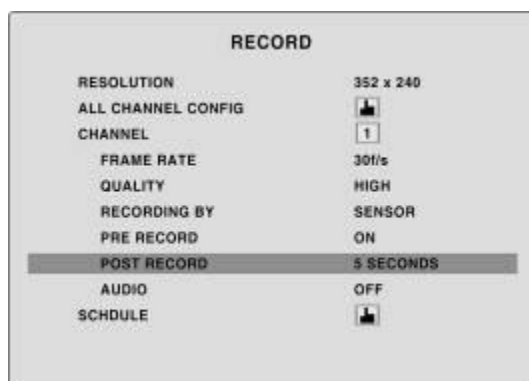 RECORD
RESOLUTION 352 x 240
ALL CHANNEL CONFIG
CHANNEL 1
FRAME RATE 30f/s
QUALITY HIGH
RECORDING BY SENSOR
PRE RECORD ON
POST RECORD 5 SECONDS
AUDIO OFF
SCHDULE